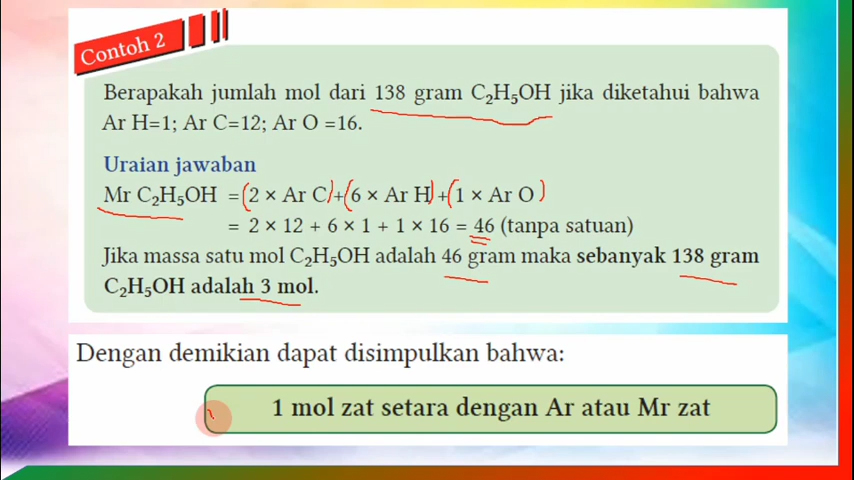 Contoh 2
Berapakah jumlah mol dari 138 gram C₂H₅OH jika diketahui bahwa
Ar H=1; Ar C=12; Ar O =16.
Uraian jawaban
Mr C₂H₅OH = (2 × Ar C)+(6 × Ar H)+(1 × Ar O)
= 2 × 12 + 6 × 1 + 1 × 16 = 46 (tanpa satuan)
Jika massa satu mol C₂H₅OH adalah 46 gram maka sebanyak 138 gram
C₂H₅OH adalah 3 mol.
Dengan demikian dapat disimpulkan bahwa:
1 mol zat setara dengan Ar atau Mr zat